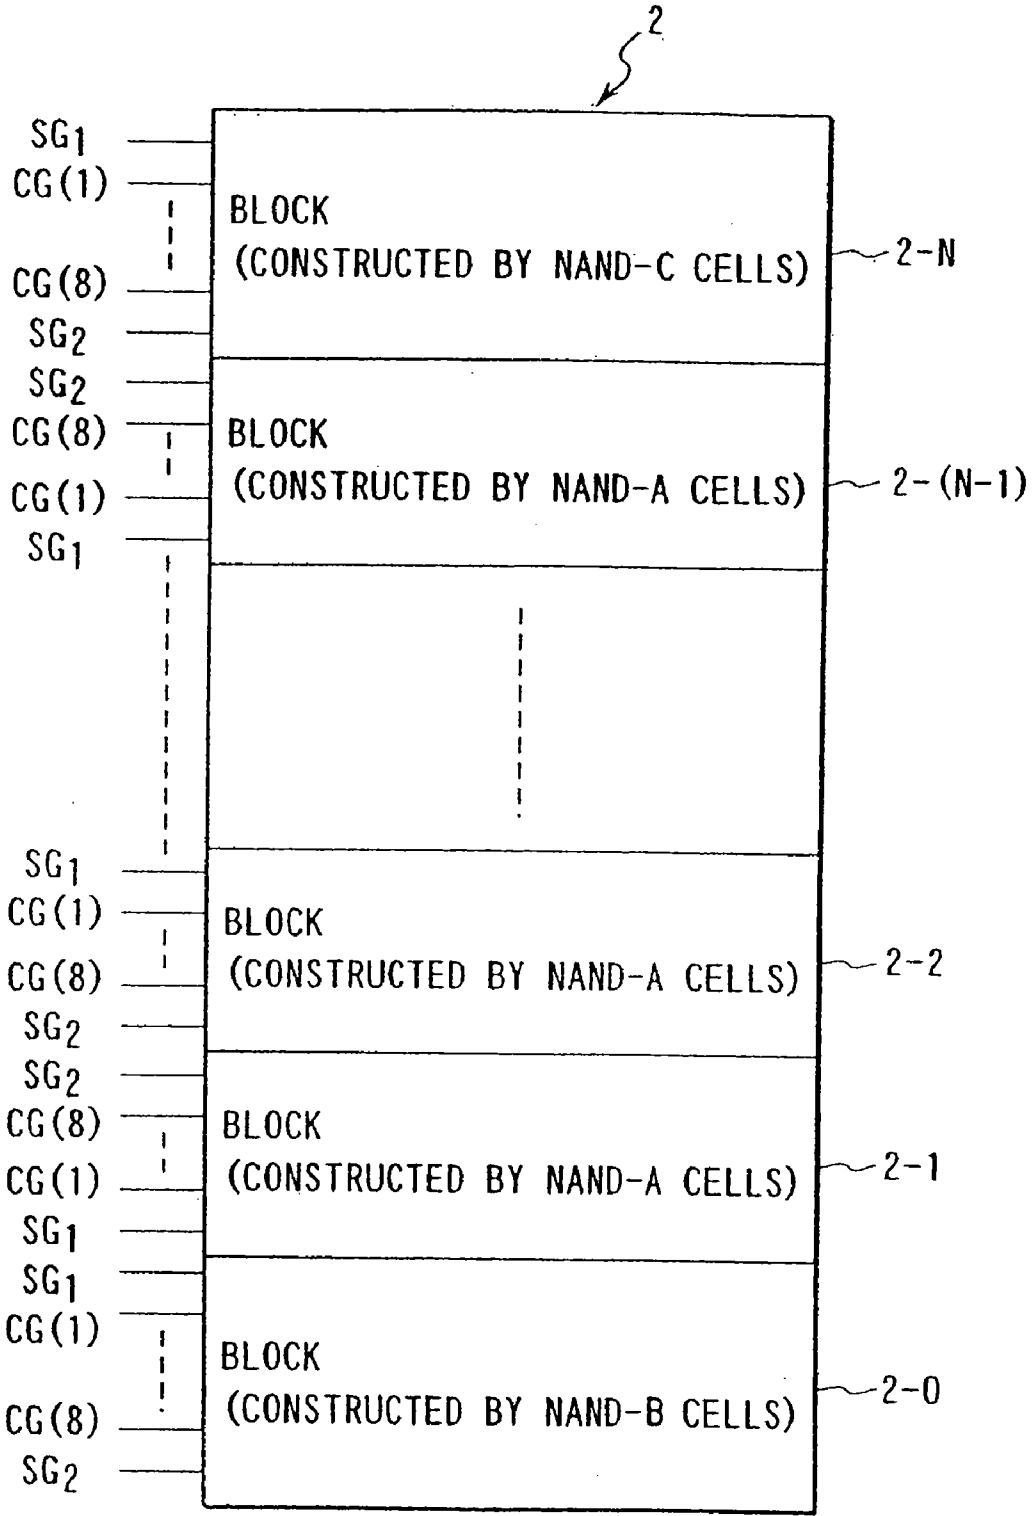 2
SG1
CG(1)
BLOCK
(CONSTRUCTED BY NAND-C CELLS)
2-N
CG(8)
SG2
SG2
CG(8)
BLOCK
(CONSTRUCTED BY NAND-A CELLS)
2-(N-1)
CG(1)
SG1
SG1
CG(1)
BLOCK
(CONSTRUCTED BY NAND-A CELLS)
2-2
CG(8)
SG2
SG2
CG(8)
BLOCK
(CONSTRUCTED BY NAND-A CELLS)
2-1
CG(1)
SG1
SG1
CG(1)
BLOCK
(CONSTRUCTED BY NAND-B CELLS)
2-0
CG(8)
SG2